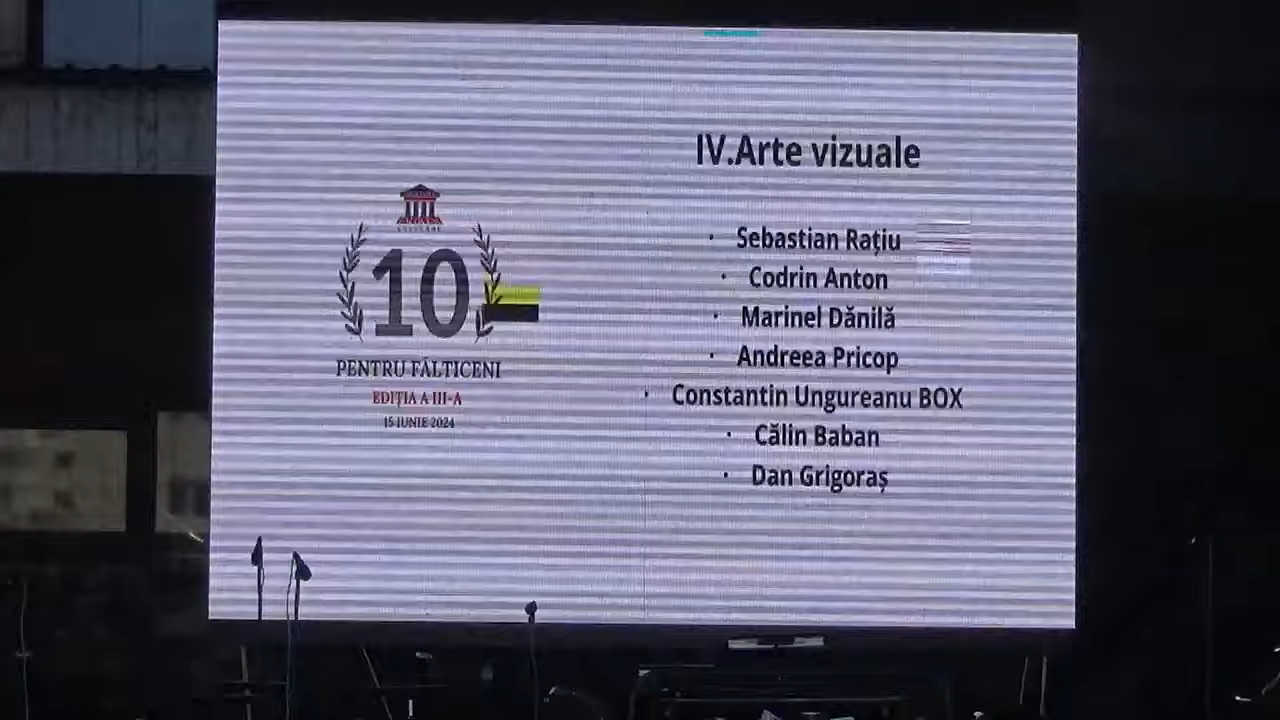 10
PENTRU FĂLTICENI
EDIȚIA A III-A
15 IUNIE 2024
IV.Arte vizuale
· Sebastian Rațiu
· Codrin Anton
· Marinel Dănilă
· Andreea Pricop
· Constantin Ungureanu BOX
· Călin Baban
· Dan Grigoraș